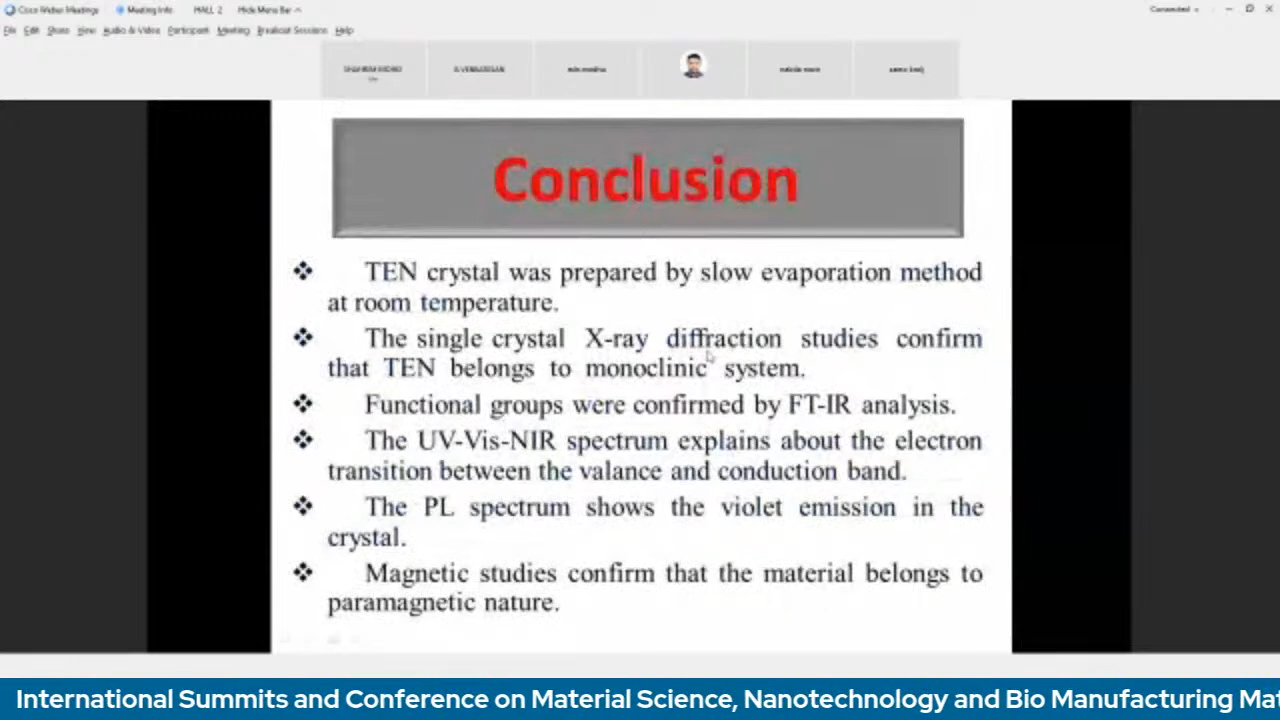 Cisco Webex Meetings Meeting Info HALL 2 Hide Menu Bar Connected
File Edit Share View Audio & Video Participant Meeting Breakout Sessions Help
Conclusion
❖ TEN crystal was prepared by slow evaporation method
at room temperature.
❖ The single crystal X-ray diffraction studies confirm
that TEN belongs to monoclinic system.
❖ Functional groups were confirmed by FT-IR analysis.
❖ The UV-Vis-NIR spectrum explains about the electron
transition between the valance and conduction band.
❖ The PL spectrum shows the violet emission in the
crystal.
❖ Magnetic studies confirm that the material belongs to
paramagnetic nature.
International Summits and Conference on Material Science, Nanotechnology and Bio Manufacturing Mat